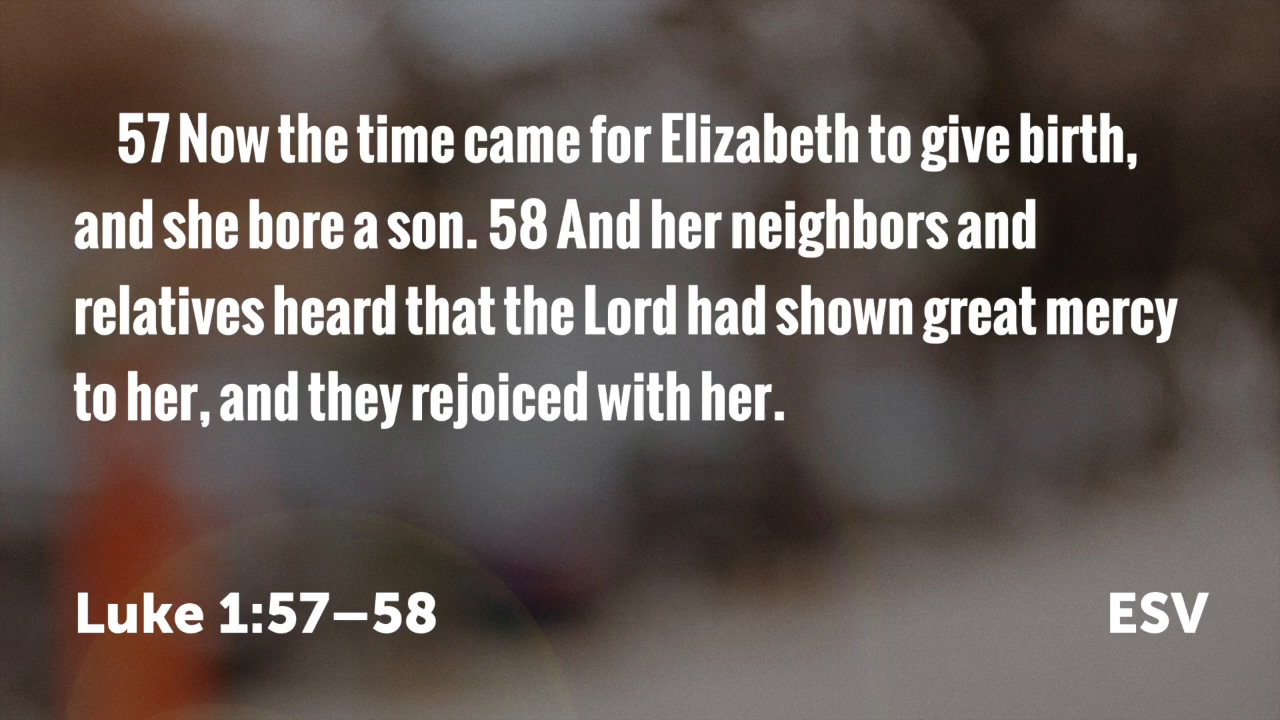 57 Now the time came for Elizabeth to give birth,
and she bore a son. 58 And her neighbors and
relatives heard that the Lord had shown great mercy
to her, and they rejoiced with her.
Luke 1:57–58
ESV